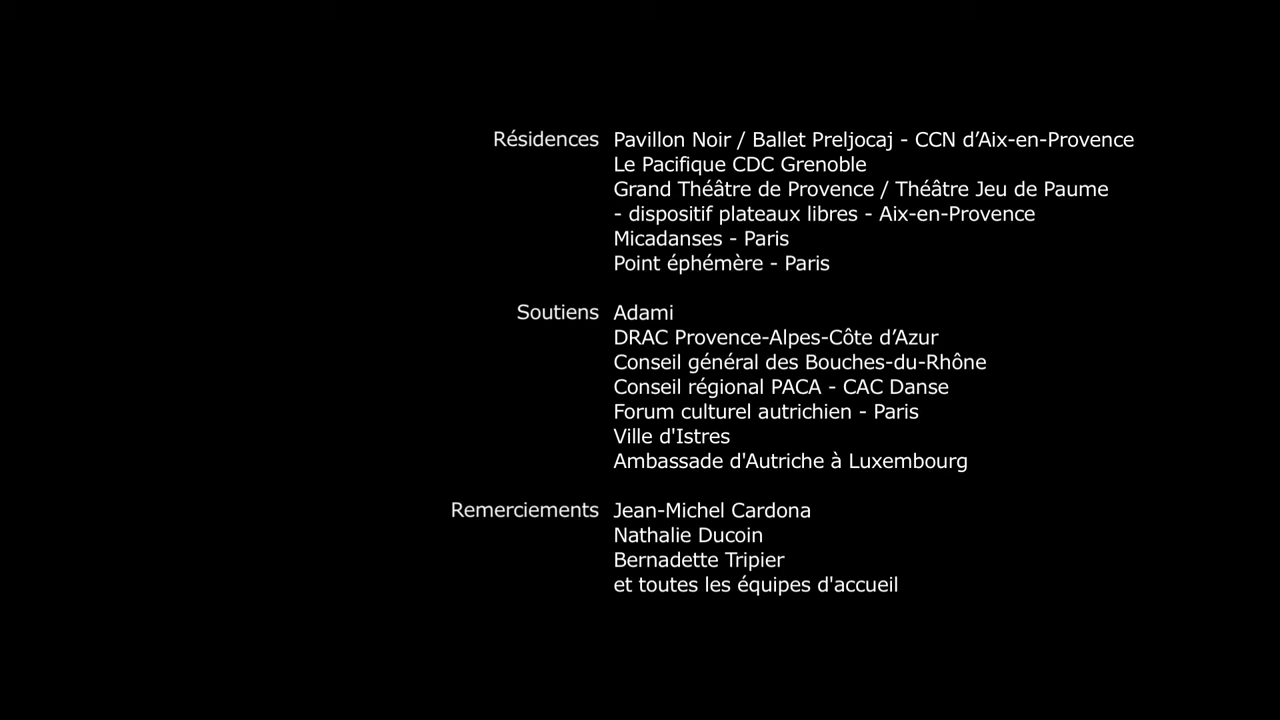 Résidences Pavillon Noir / Ballet Preljocaj - CCN d’Aix-en-Provence
Le Pacifique CDC Grenoble
Grand Théâtre de Provence / Théâtre Jeu de Paume
- dispositif plateaux libres - Aix-en-Provence
Micadanses - Paris
Point éphémère - Paris
Soutiens Adami
DRAC Provence-Alpes-Côte d’Azur
Conseil général des Bouches-du-Rhône
Conseil régional PACA - CAC Danse
Forum culturel autrichien - Paris
Ville d'Istres
Ambassade d'Autriche à Luxembourg
Remerciements Jean-Michel Cardona
Nathalie Ducoin
Bernadette Tripier
et toutes les équipes d'accueil